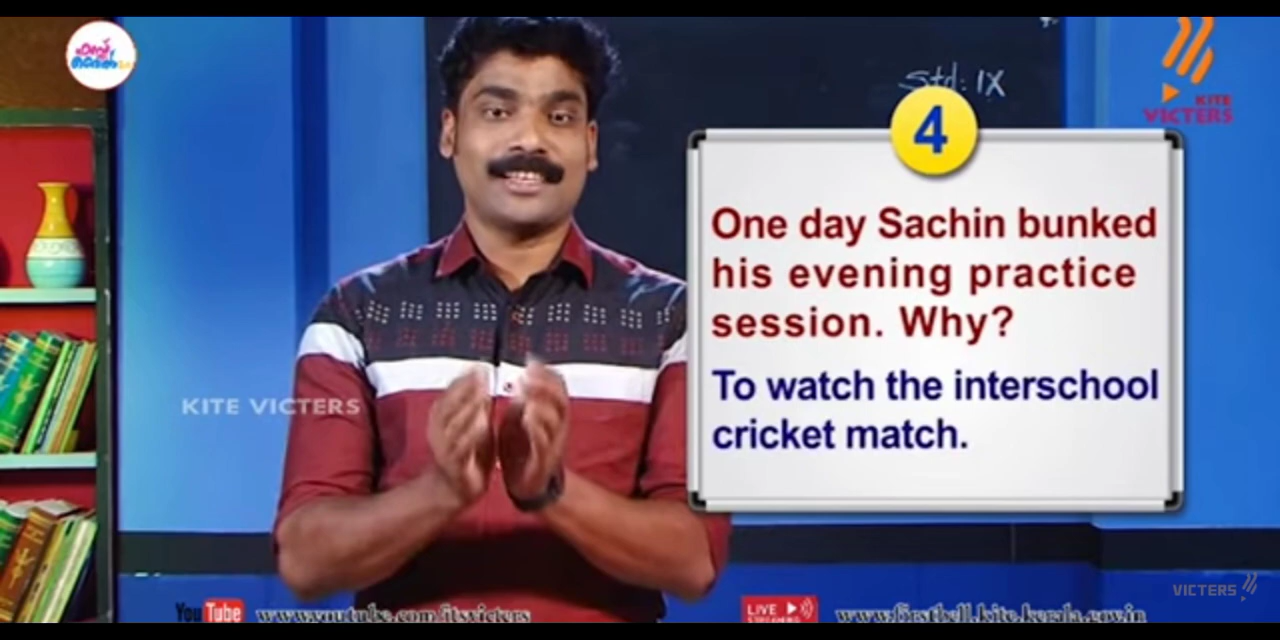 Std: IX
KITE
VICTERS
4
One day Sachin bunked
his evening practice
session. Why?
To watch the interschool
cricket match.
KITE VICTERS
VICTERS
YouTube www.youtube.com/itsvicters
LIVE STREAMING www.firstbell.kite.kerala.gov.in